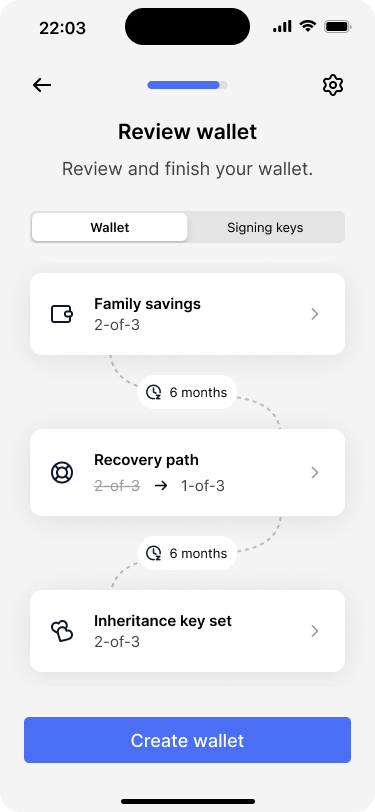 22:03
Review wallet
Review and finish your wallet.
Wallet
Signing keys
Family savings
2-of-3
6 months
Recovery path
2-of-3 → 1-of-3
6 months
Inheritance key set
2-of-3
Create wallet